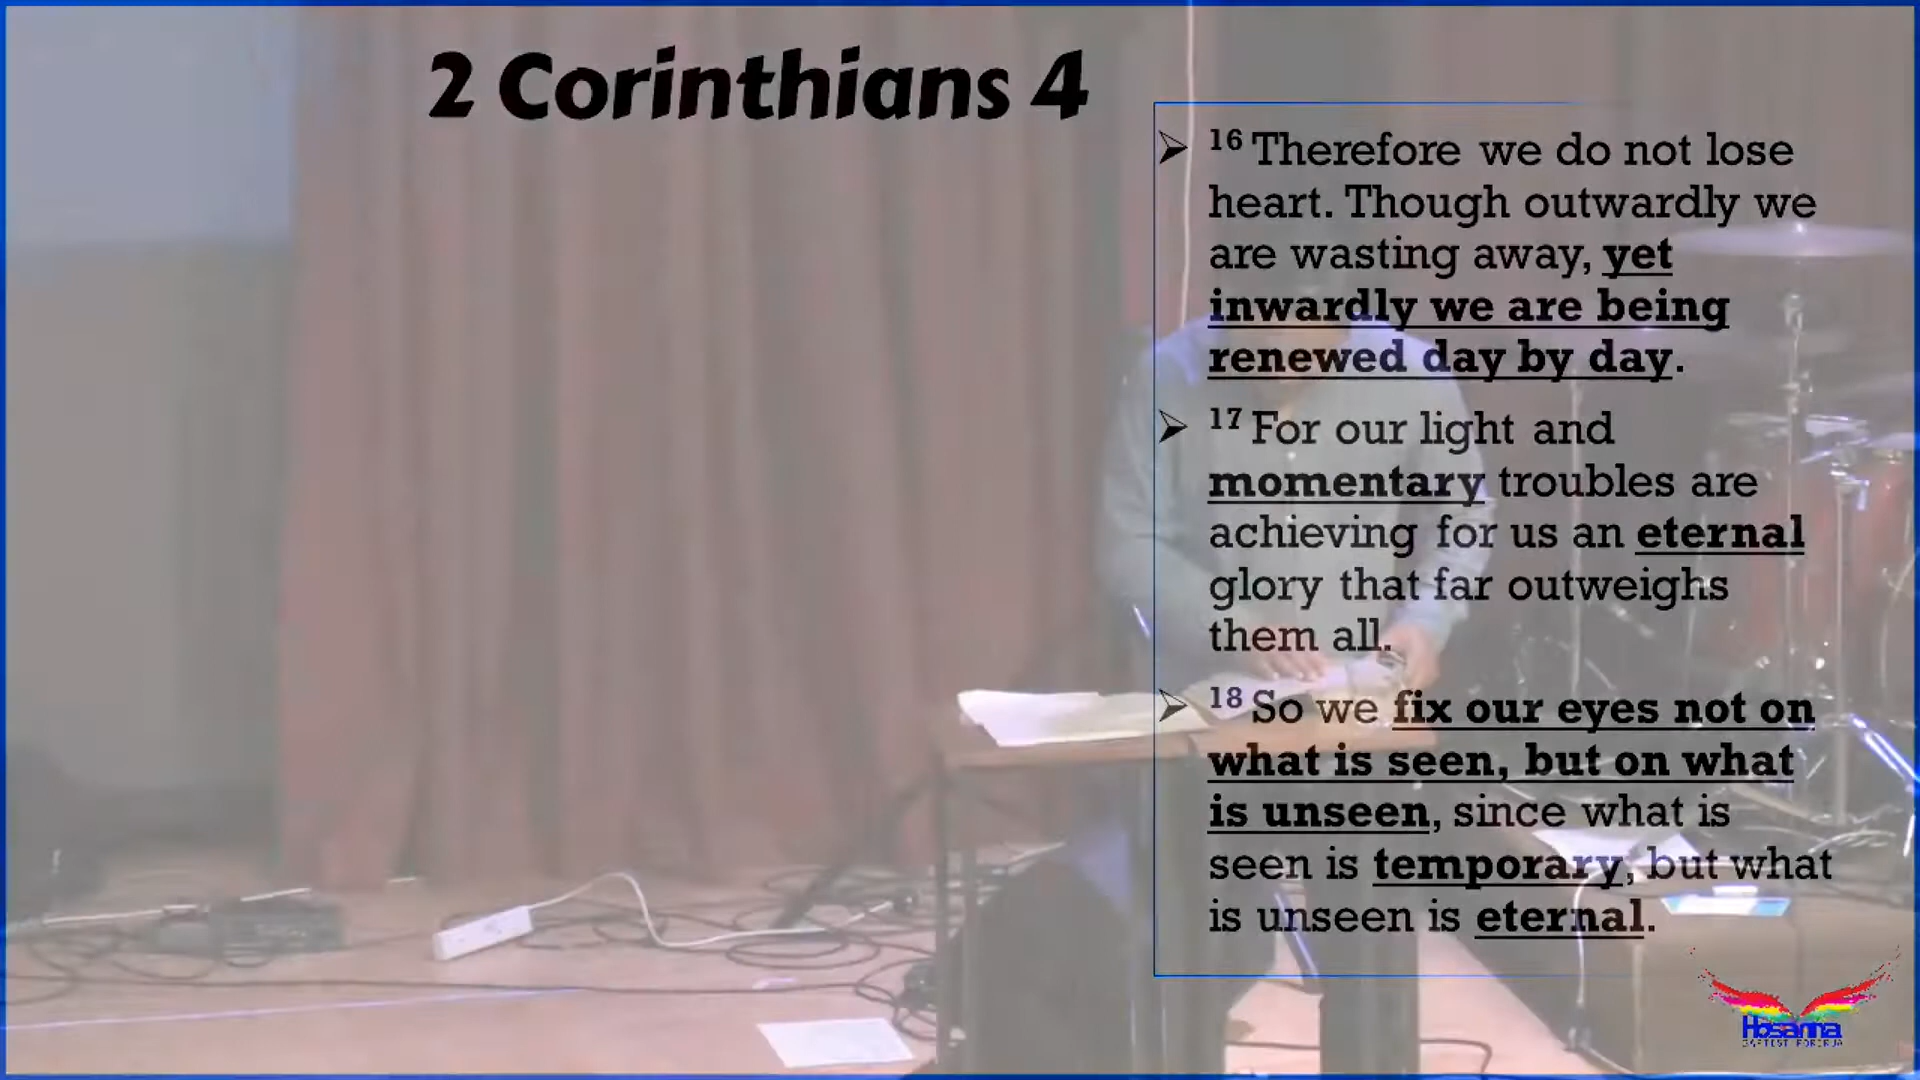 2 Corinthians 4
➢ 16 Therefore we do not lose
heart. Though outwardly we
are wasting away, yet
inwardly we are being
renewed day by day.
➢ 17 For our light and
momentary troubles are
achieving for us an eternal
glory that far outweighs
them all.
➢ 18 So we fix our eyes not on
what is seen, but on what
is unseen, since what is
seen is temporary, but what
is unseen is eternal.
Hosanna
BAPTIST